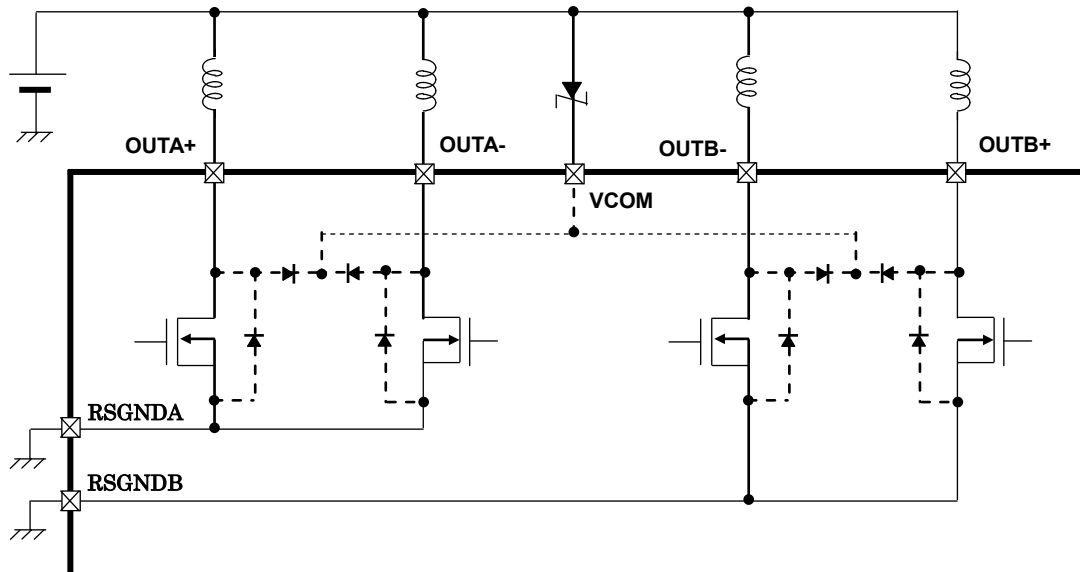 OUTA+
OUTA-
OUTB-
OUTB+
VCOM
RSGNDA
RSGNDB